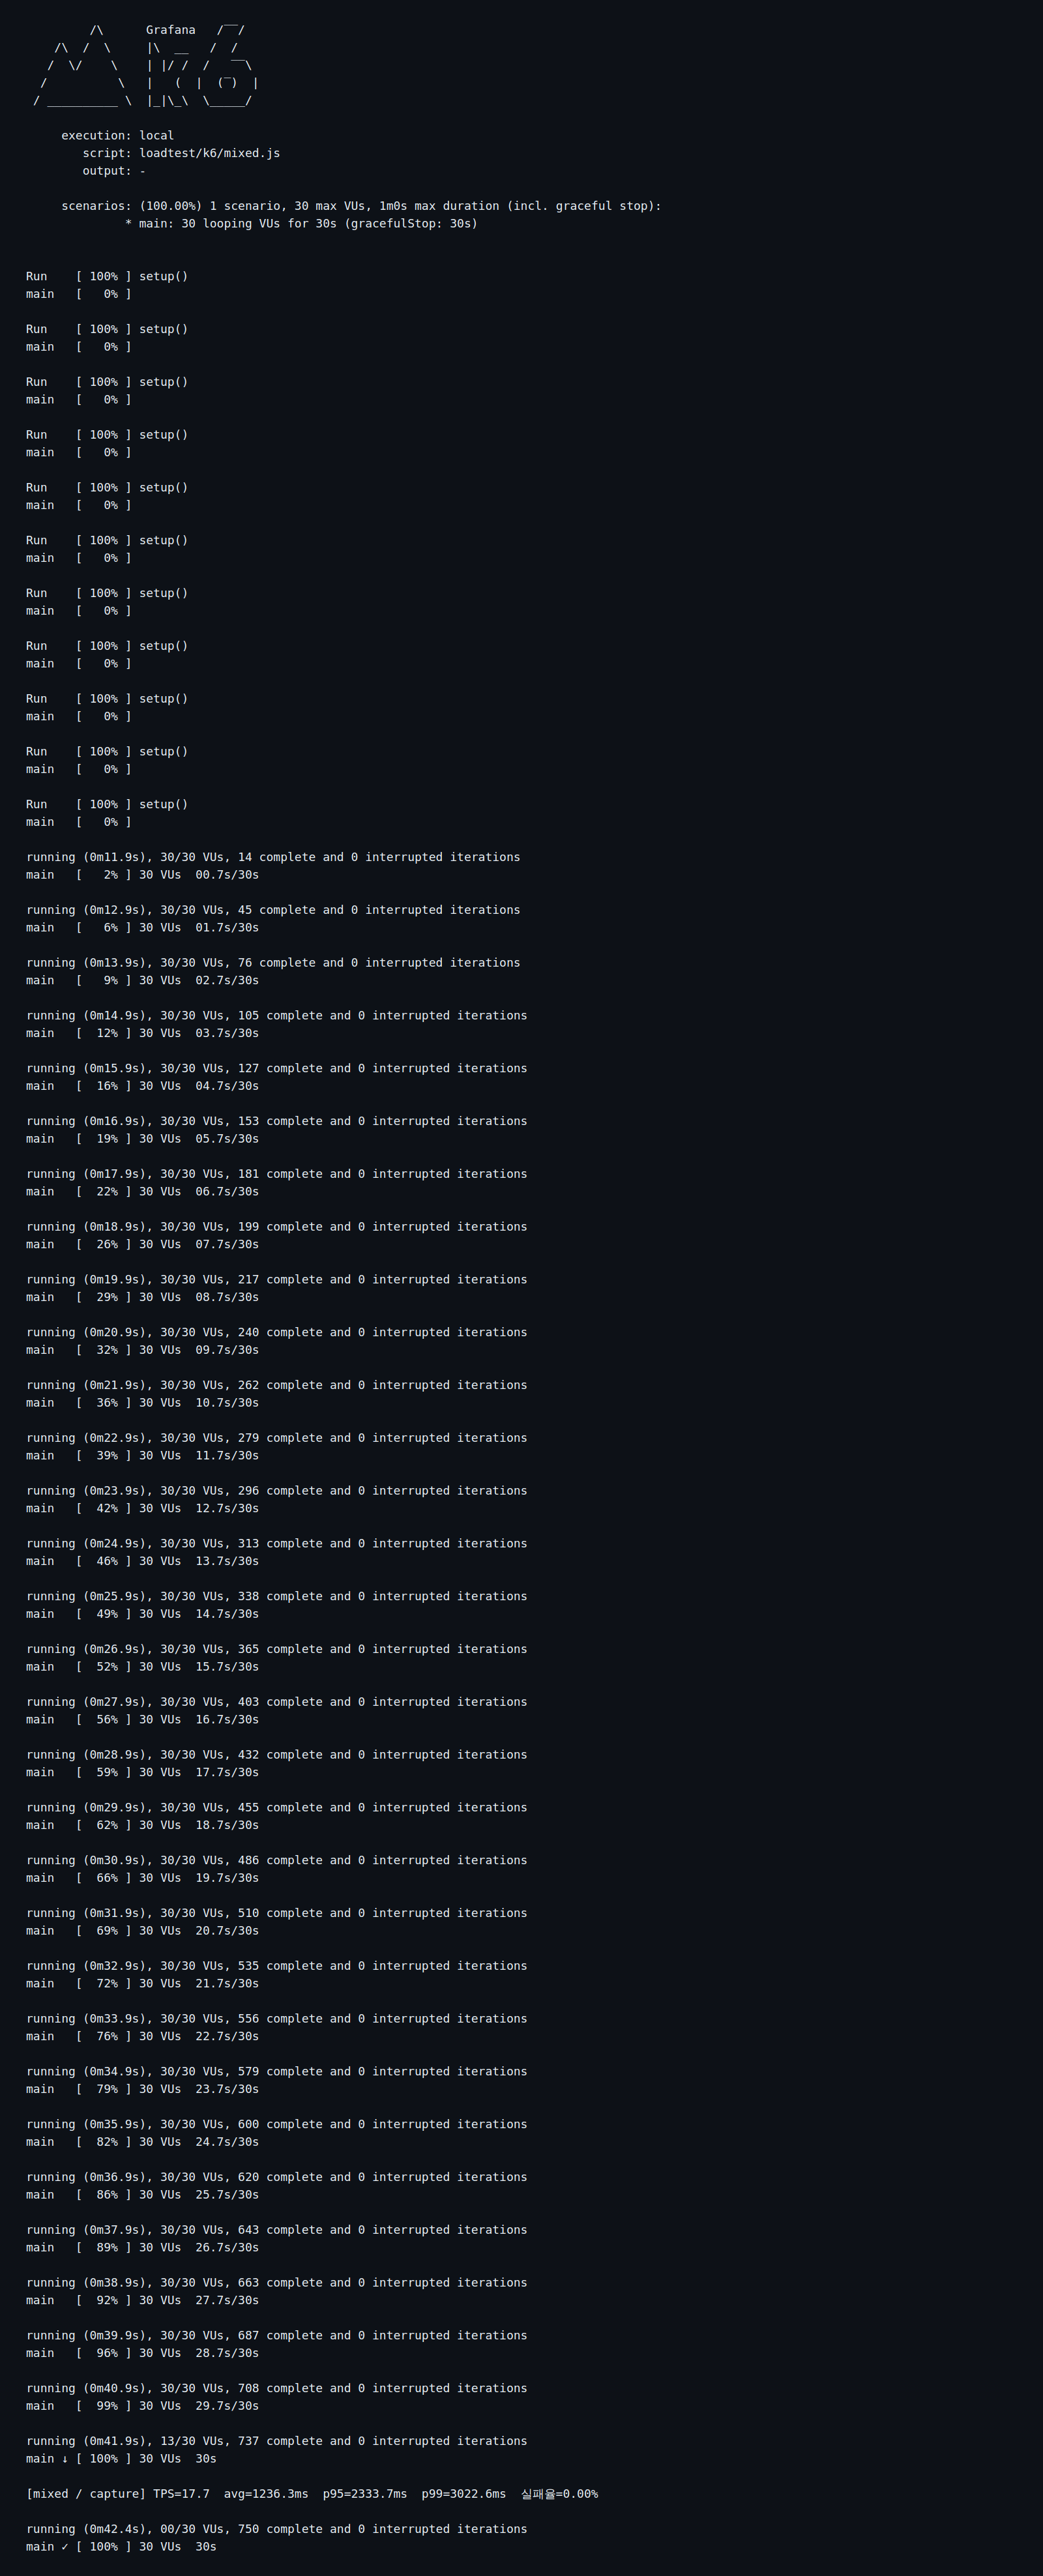 /\      Grafana   /‾‾/
    /\  /  \     |\  __   /  /
   /  \/    \    | |/ /  /   ‾‾\
  /          \   |   (  |  (‾)  |
 / __________ \  |_|\_\  \_____/
     execution: local
        script: loadtest/k6/mixed.js
        output: -
     scenarios: (100.00%) 1 scenario, 30 max VUs, 1m0s max duration (incl. graceful stop):
              * main: 30 looping VUs for 30s (gracefulStop: 30s)
Run    [ 100% ] setup()
main   [   0% ]
Run    [ 100% ] setup()
main   [   0% ]
Run    [ 100% ] setup()
main   [   0% ]
Run    [ 100% ] setup()
main   [   0% ]
Run    [ 100% ] setup()
main   [   0% ]
Run    [ 100% ] setup()
main   [   0% ]
Run    [ 100% ] setup()
main   [   0% ]
Run    [ 100% ] setup()
main   [   0% ]
Run    [ 100% ] setup()
main   [   0% ]
Run    [ 100% ] setup()
main   [   0% ]
Run    [ 100% ] setup()
main   [   0% ]
running (0m11.9s), 30/30 VUs, 14 complete and 0 interrupted iterations
main   [   2% ] 30 VUs  00.7s/30s
running (0m12.9s), 30/30 VUs, 45 complete and 0 interrupted iterations
main   [   6% ] 30 VUs  01.7s/30s
running (0m13.9s), 30/30 VUs, 76 complete and 0 interrupted iterations
main   [   9% ] 30 VUs  02.7s/30s
running (0m14.9s), 30/30 VUs, 105 complete and 0 interrupted iterations
main   [  12% ] 30 VUs  03.7s/30s
running (0m15.9s), 30/30 VUs, 127 complete and 0 interrupted iterations
main   [  16% ] 30 VUs  04.7s/30s
running (0m16.9s), 30/30 VUs, 153 complete and 0 interrupted iterations
main   [  19% ] 30 VUs  05.7s/30s
running (0m17.9s), 30/30 VUs, 181 complete and 0 interrupted iterations
main   [  22% ] 30 VUs  06.7s/30s
running (0m18.9s), 30/30 VUs, 199 complete and 0 interrupted iterations
main   [  26% ] 30 VUs  07.7s/30s
running (0m19.9s), 30/30 VUs, 217 complete and 0 interrupted iterations
main   [  29% ] 30 VUs  08.7s/30s
running (0m20.9s), 30/30 VUs, 240 complete and 0 interrupted iterations
main   [  32% ] 30 VUs  09.7s/30s
running (0m21.9s), 30/30 VUs, 262 complete and 0 interrupted iterations
main   [  36% ] 30 VUs  10.7s/30s
running (0m22.9s), 30/30 VUs, 279 complete and 0 interrupted iterations
main   [  39% ] 30 VUs  11.7s/30s
running (0m23.9s), 30/30 VUs, 296 complete and 0 interrupted iterations
main   [  42% ] 30 VUs  12.7s/30s
running (0m24.9s), 30/30 VUs, 313 complete and 0 interrupted iterations
main   [  46% ] 30 VUs  13.7s/30s
running (0m25.9s), 30/30 VUs, 338 complete and 0 interrupted iterations
main   [  49% ] 30 VUs  14.7s/30s
running (0m26.9s), 30/30 VUs, 365 complete and 0 interrupted iterations
main   [  52% ] 30 VUs  15.7s/30s
running (0m27.9s), 30/30 VUs, 403 complete and 0 interrupted iterations
main   [  56% ] 30 VUs  16.7s/30s
running (0m28.9s), 30/30 VUs, 432 complete and 0 interrupted iterations
main   [  59% ] 30 VUs  17.7s/30s
running (0m29.9s), 30/30 VUs, 455 complete and 0 interrupted iterations
main   [  62% ] 30 VUs  18.7s/30s
running (0m30.9s), 30/30 VUs, 486 complete and 0 interrupted iterations
main   [  66% ] 30 VUs  19.7s/30s
running (0m31.9s), 30/30 VUs, 510 complete and 0 interrupted iterations
main   [  69% ] 30 VUs  20.7s/30s
running (0m32.9s), 30/30 VUs, 535 complete and 0 interrupted iterations
main   [  72% ] 30 VUs  21.7s/30s
running (0m33.9s), 30/30 VUs, 556 complete and 0 interrupted iterations
main   [  76% ] 30 VUs  22.7s/30s
running (0m34.9s), 30/30 VUs, 579 complete and 0 interrupted iterations
main   [  79% ] 30 VUs  23.7s/30s
running (0m35.9s), 30/30 VUs, 600 complete and 0 interrupted iterations
main   [  82% ] 30 VUs  24.7s/30s
running (0m36.9s), 30/30 VUs, 620 complete and 0 interrupted iterations
main   [  86% ] 30 VUs  25.7s/30s
running (0m37.9s), 30/30 VUs, 643 complete and 0 interrupted iterations
main   [  89% ] 30 VUs  26.7s/30s
running (0m38.9s), 30/30 VUs, 663 complete and 0 interrupted iterations
main   [  92% ] 30 VUs  27.7s/30s
running (0m39.9s), 30/30 VUs, 687 complete and 0 interrupted iterations
main   [  96% ] 30 VUs  28.7s/30s
running (0m40.9s), 30/30 VUs, 708 complete and 0 interrupted iterations
main   [  99% ] 30 VUs  29.7s/30s
running (0m41.9s), 13/30 VUs, 737 complete and 0 interrupted iterations
main ↓ [ 100% ] 30 VUs  30s
[mixed / capture] TPS=17.7  avg=1236.3ms  p95=2333.7ms  p99=3022.6ms  실패율=0.00%
running (0m42.4s), 00/30 VUs, 750 complete and 0 interrupted iterations
main ✓ [ 100% ] 30 VUs  30s